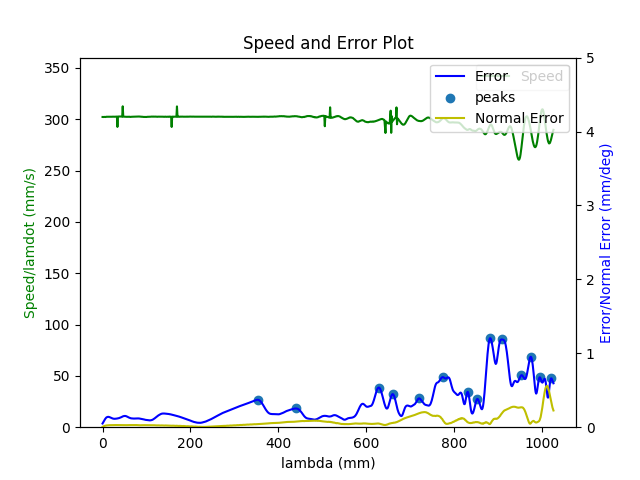 Speed and Error Plot
Speed/lamdot (mm/s)
350
300
250
200
150
100
50
0
Error
Speed
peaks
Normal Error
5
4
3
2
1
0
Error/Normal Error (mm/deg)
0 200 400 600 800 1000
lambda (mm)